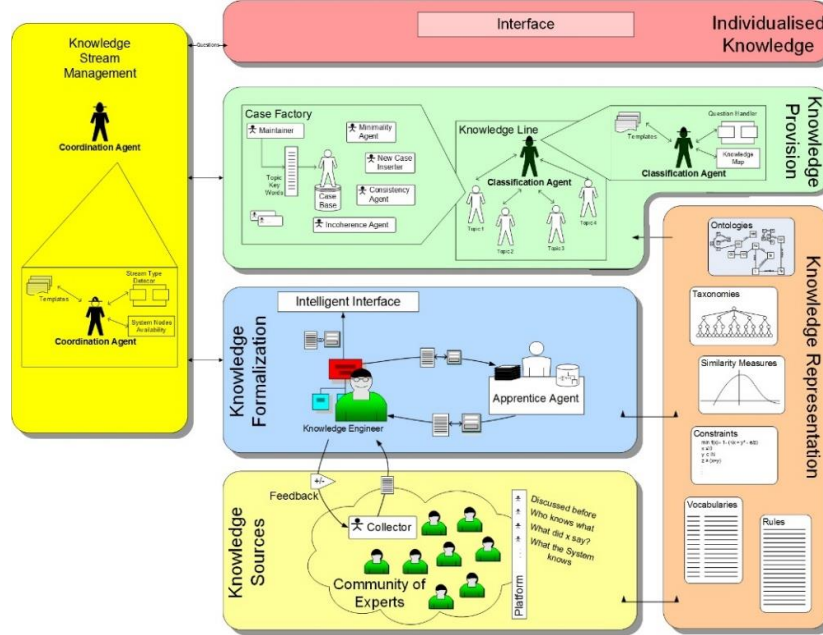 Knowledge
Stream
Management
Coordination Agent
Templates
Stream Type
Detector
System Nodes
Availability
Coordination Agent
Questions
Interface
Individualised
Knowledge
Knowledge
Provision
Case Factory
Maintainer
Topic
Key
Words
Case
Base
Minimality Agent
New Case
Inserter
Consistency
Agent
Incoherence Agent
Knowledge Line
Classification Agent
Topic 1
Topic 2
Topic 3
Topic 4
Templates
Question Handler
Knowledge
Map
Classification Agent
Knowledge
Formalization
Intelligent Interface
Knowledge Engineer
Apprentice Agent
Knowledge
Sources
+/-
Feedback
Collector
Community of
Experts
Platform
Discussed before
Who knows what
What did x say?
What the System
knows
Knowledge Representation
Ontologies
Taxonomies
Similarity Measures
Constraints
Vocabularies
Rules